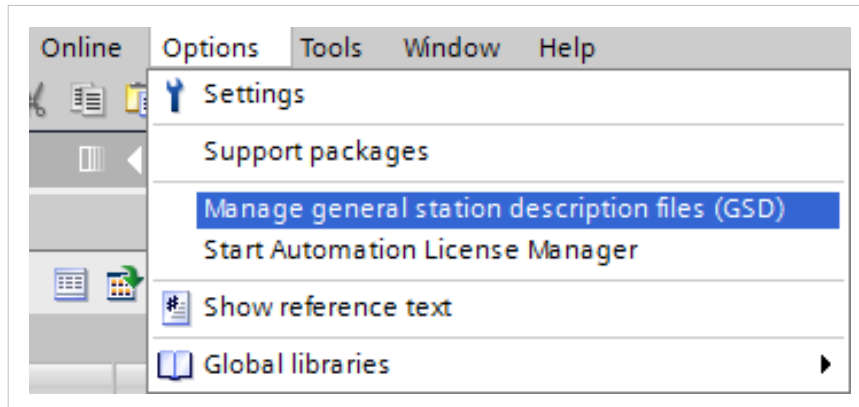 Online Options Tools Window Help
Settings
Support packages
Manage general station description files (GSD)
Start Automation License Manager
Show reference text
Global libraries